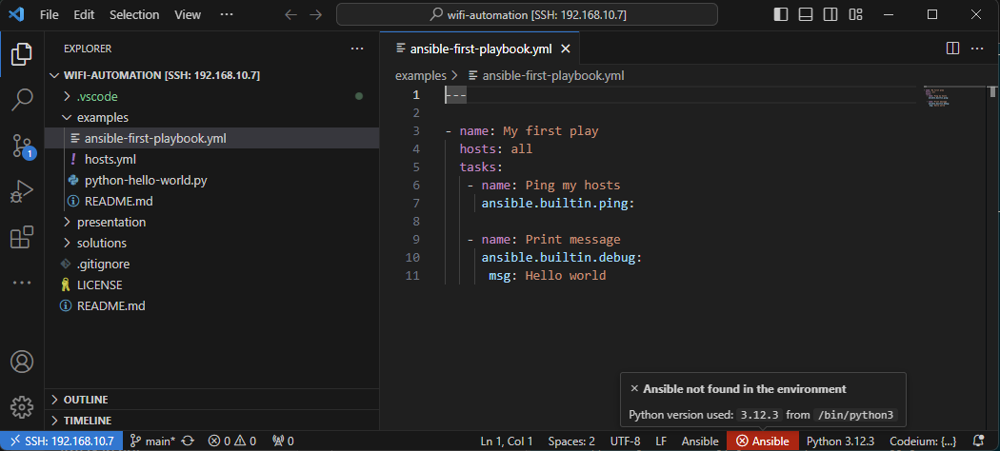 File Edit Selection View ··· wifi-automation [SSH: 192.168.10.7]
EXPLORER ···
WIFI-AUTOMATION [SSH: 192.168.10.7]
.vscode
examples
ansible-first-playbook.yml
hosts.yml
python-hello-world.py
README.md
presentation
solutions
.gitignore
LICENSE
README.md
OUTLINE
TIMELINE
1
ansible-first-playbook.yml
examples > ansible-first-playbook.yml
1 ---
2
3 - name: My first play
4 hosts: all
5 tasks:
6 - name: Ping my hosts
7 ansible.builtin.ping:
8
9 - name: Print message
10 ansible.builtin.debug:
11 msg: Hello world
Ansible not found in the environment
Python version used: 3.12.3 from /bin/python3
SSH: 192.168.10.7 main* 0 0 0 Ln 1, Col 1 Spaces: 2 UTF-8 LF Ansible Ansible Python 3.12.3 Codeium: {...}